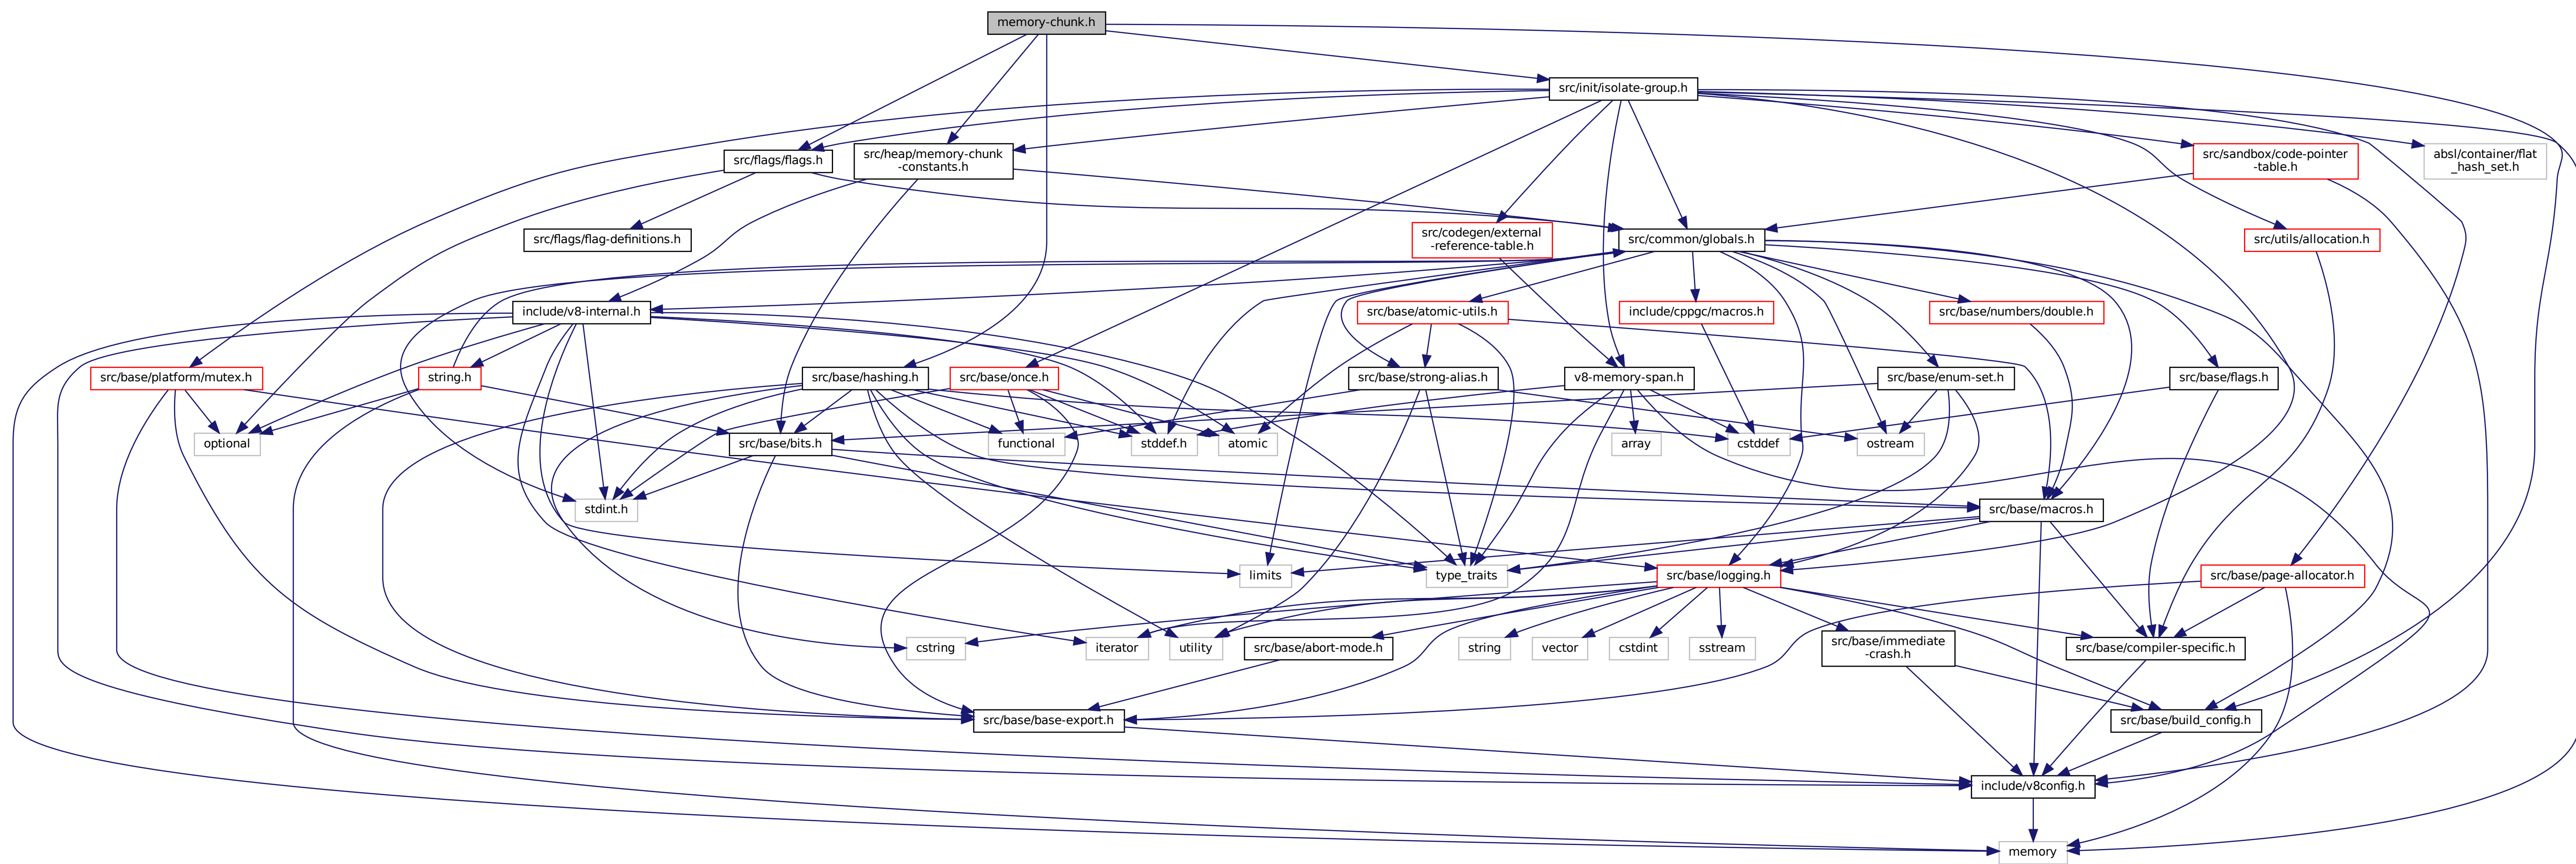 memory-chunk.h
src/init/isolate-group.h
src/flags/flags.h
src/heap/memory-chunk
-constants.h
src/sandbox/code-pointer
-table.h
absl/container/flat
_hash_set.h
src/flags/flag-definitions.h
src/codegen/external
-reference-table.h
src/common/globals.h
src/utils/allocation.h
include/v8-internal.h
src/base/atomic-utils.h
include/cppgc/macros.h
src/base/numbers/double.h
src/base/platform/mutex.h
string.h
src/base/hashing.h
src/base/once.h
src/base/strong-alias.h
v8-memory-span.h
src/base/enum-set.h
src/base/flags.h
optional
src/base/bits.h
functional
stddef.h
atomic
array
cstddef
ostream
stdint.h
src/base/macros.h
limits
type_traits
src/base/logging.h
src/base/page-allocator.h
cstring
iterator
utility
src/base/abort-mode.h
string
vector
cstdint
sstream
src/base/immediate
-crash.h
src/base/compiler-specific.h
src/base/base-export.h
src/base/build_config.h
include/v8config.h
memory